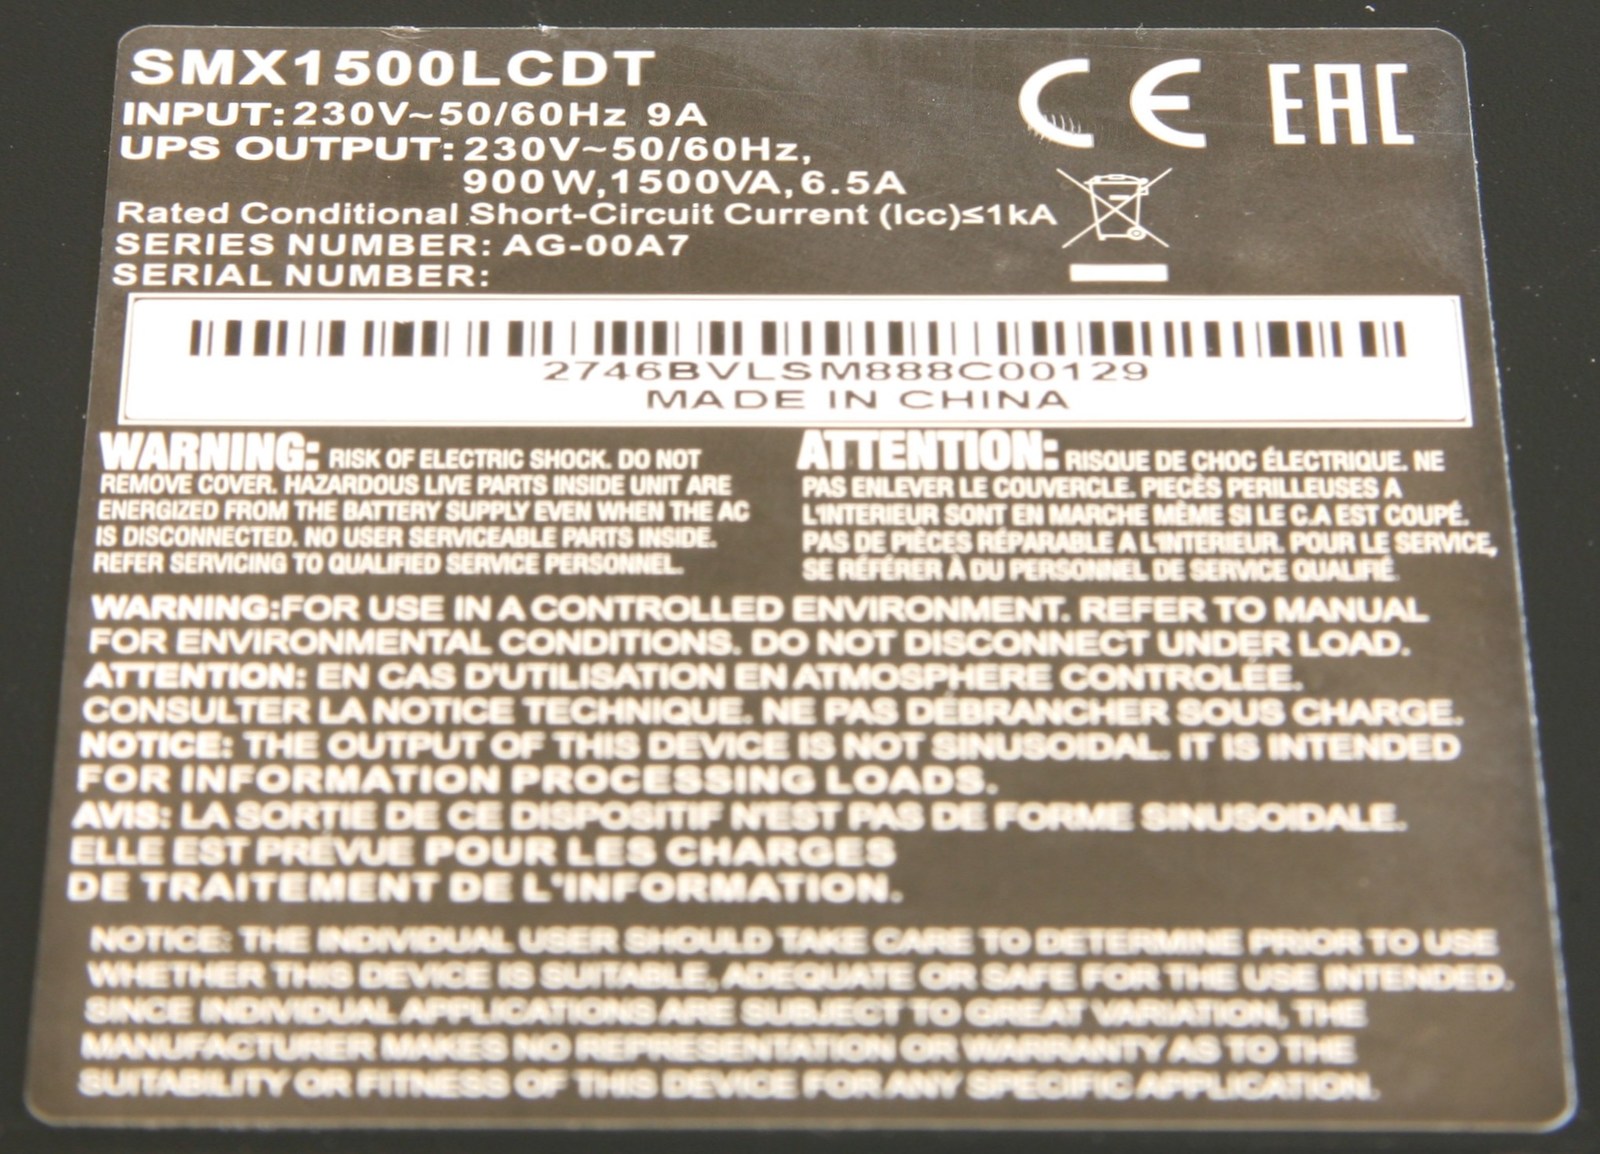 SMX1500LCDT
CE EAC
INPUT:230V~50/60Hz 9A
UPS OUTPUT:230V~50/60Hz,
900W,1500VA,6.5A
Rated Conditional Short-Circuit Current (Icc)≤1kA
SERIES NUMBER: AG-00A7
SERIAL NUMBER:
2746BVLSM888C00129
MADE IN CHINA
WARNING: RISK OF ELECTRIC SHOCK. DO NOT
REMOVE COVER. HAZARDOUS LIVE PARTS INSIDE UNIT ARE
ENERGIZED FROM THE BATTERY SUPPLY EVEN WHEN THE AC
IS DISCONNECTED. NO USER SERVICEABLE PARTS INSIDE.
REFER SERVICING TO QUALIFIED SERVICE PERSONNEL.
ATTENTION: RISQUE DE CHOC ÉLECTRIQUE. NE
PAS ENLEVER LE COUVERCLE. PIECÈS PERILLEUSES A
L'INTERIEUR SONT EN MARCHE MÊME SI LE C.A EST COUPÉ.
PAS DE PIÈCES RÉPARABLE A L'INTERIEUR. POUR LE SERVICE,
SE RÉFÉRER À DU PERSONNEL DE SERVICE QUALIFIÉ.
WARNING:FOR USE IN A CONTROLLED ENVIRONMENT. REFER TO MANUAL
FOR ENVIRONMENTAL CONDITIONS. DO NOT DISCONNECT UNDER LOAD.
ATTENTION: EN CAS D'UTILISATION EN ATMOSPHERE CONTROLÉE.
CONSULTER LA NOTICE TECHNIQUE. NE PAS DÉBRANCHER SOUS CHARGE.
NOTICE: THE OUTPUT OF THIS DEVICE IS NOT SINUSOIDAL. IT IS INTENDED
FOR INFORMATION PROCESSING LOADS.
AVIS: LA SORTIE DE CE DISPOSITIF N'EST PAS DE FORME SINUSOIDALE.
ELLE EST PRÉVUE POUR LES CHARGES
DE TRAITEMENT DE L'INFORMATION.
NOTICE: THE INDIVIDUAL USER SHOULD TAKE CARE TO DETERMINE PRIOR TO USE
WHETHER THIS DEVICE IS SUITABLE, ADEQUATE OR SAFE FOR THE USE INTENDED.
SINCE INDIVIDUAL APPLICATIONS ARE SUBJECT TO GREAT VARIATION, THE
MANUFACTURER MAKES NO REPRESENTATION OR WARRANTY AS TO THE
SUITABILITY OR FITNESS OF THIS DEVICE FOR ANY SPECIFIC APPLICATION.